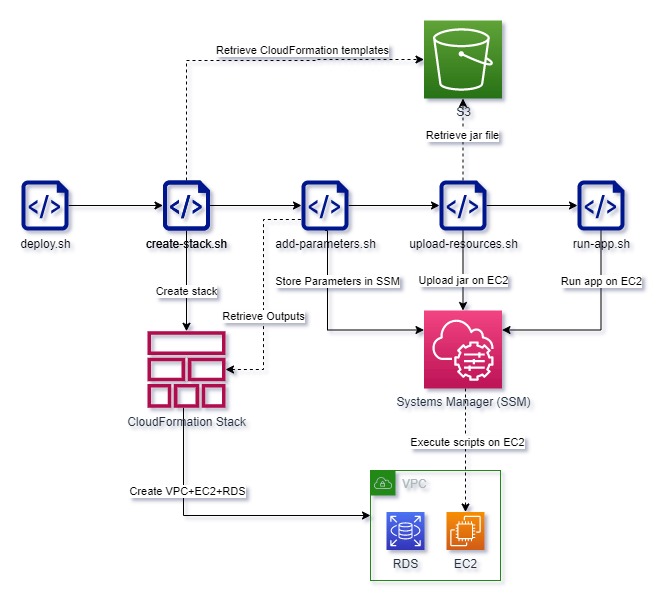 Retrieve CloudFormation templates
S3
Retrieve jar file
</>
</>
</>
</>
</>
deploy.sh
create-stack.sh
add-parameters.sh
upload-resources.sh
run-app.sh
Create stack
Store Parameters in SSM
Upload jar on EC2
Run app on EC2
Retrieve Outputs
CloudFormation Stack
Systems Manager (SSM)
Execute scripts on EC2
Create VPC+EC2+RDS
VPC
RDS
EC2